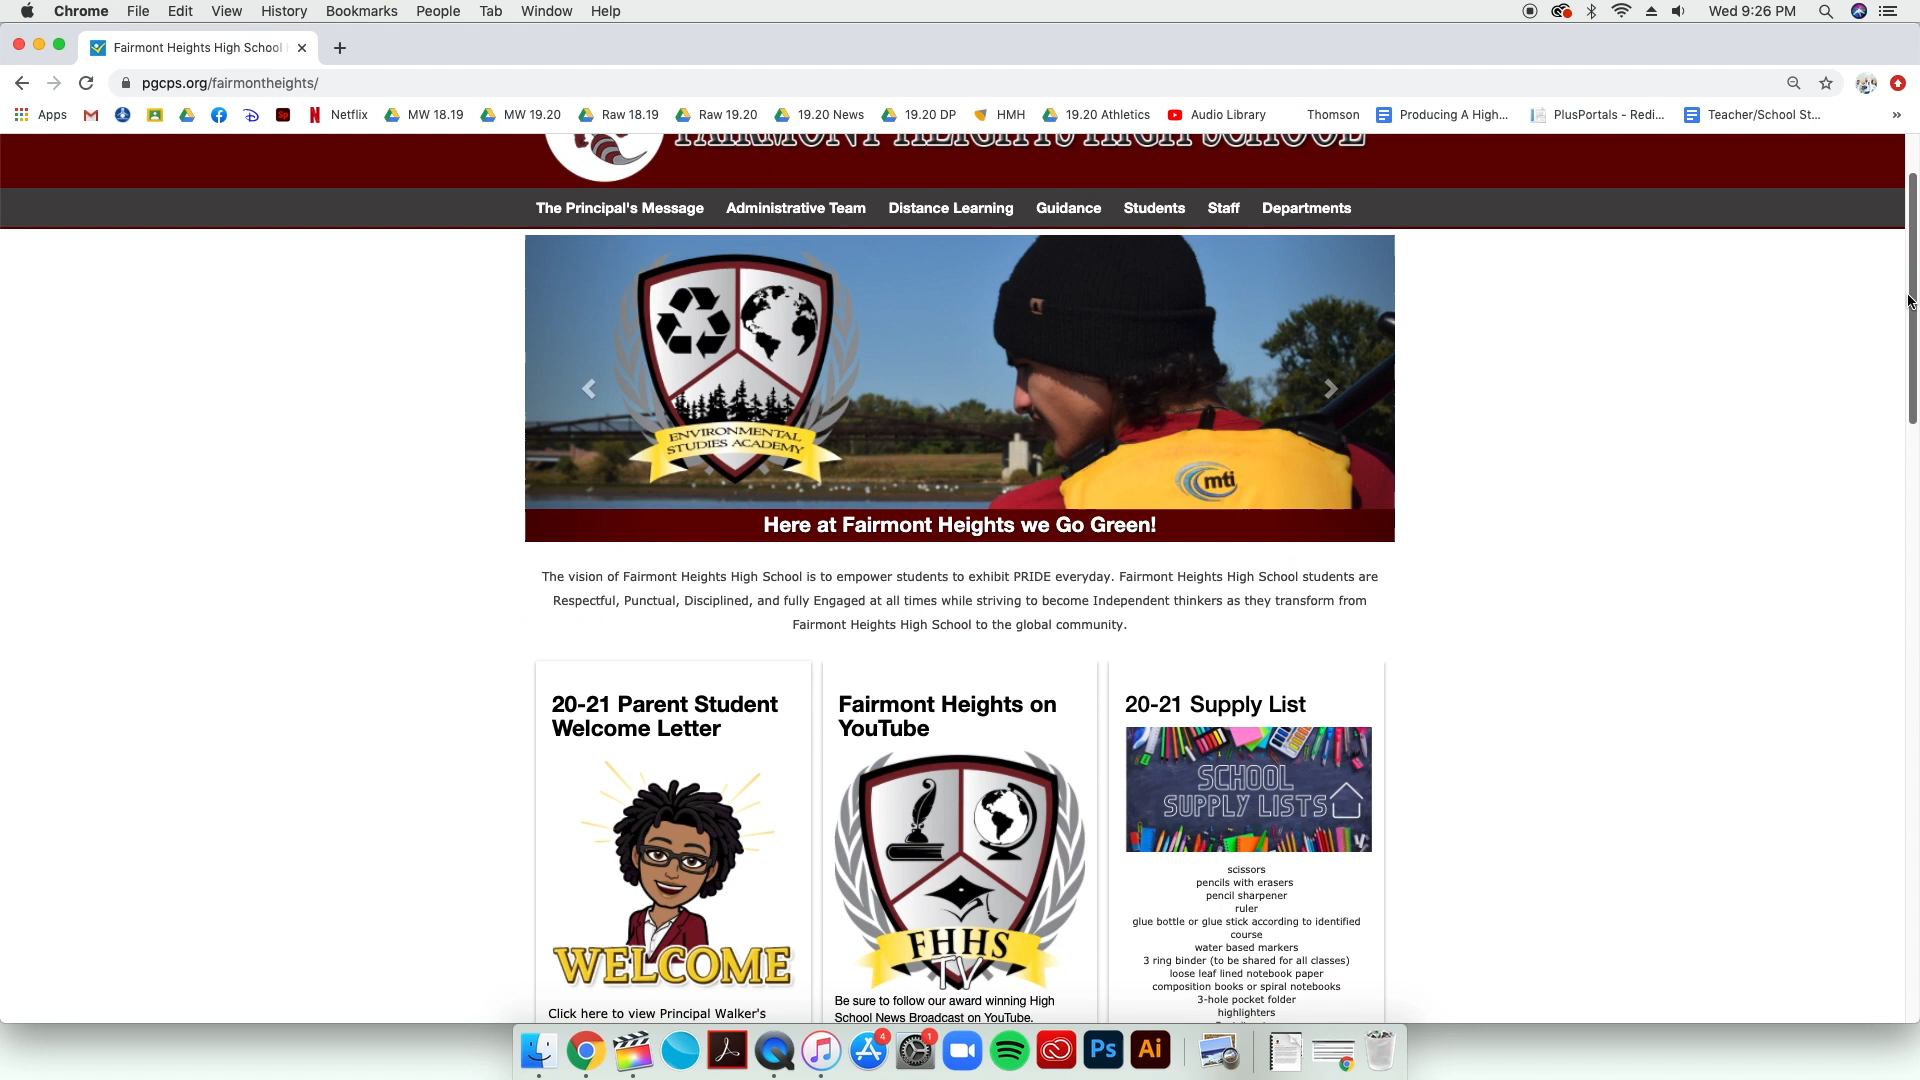 Chrome File Edit View History Bookmarks People Tab Window Help Wed 9:26 PM
Fairmont Heights High School
pgcps.org/fairmontheights/
Apps Netflix MW 18.19 MW 19.20 Raw 18.19 Raw 19.20 19.20 News 19.20 DP HMH 19.20 Athletics Audio Library Thomson Producing A High... PlusPortals - Redi... Teacher/School St... »
FAIRMONT HEIGHTS HIGH SCHOOL
The Principal's Message Administrative Team Distance Learning Guidance Students Staff Departments
ENVIRONMENTAL
STUDIES ACADEMY
mti
Here at Fairmont Heights we Go Green!
The vision of Fairmont Heights High School is to empower students to exhibit PRIDE everyday. Fairmont Heights High School students are
Respectful, Punctual, Disciplined, and fully Engaged at all times while striving to become Independent thinkers as they transform from
Fairmont Heights High School to the global community.
20-21 Parent Student
Welcome Letter
WELCOME
Click here to view Principal Walker's
Fairmont Heights on
YouTube
FHHS
TV
Be sure to follow our award winning High
School News Broadcast on YouTube.
20-21 Supply List
SCHOOL
SUPPLY LISTS
scissors
pencils with erasers
pencil sharpener
ruler
glue bottle or glue stick according to identified
course
water based markers
3 ring binder (to be shared for all classes)
loose leaf lined notebook paper
composition books or spiral notebooks
3-hole pocket folder
highlighters
4 1 Ps Ai